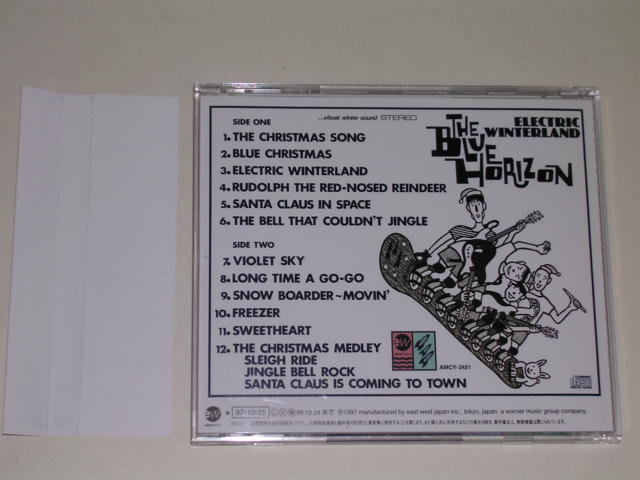 SIDE ONE
...visual winter sound STEREO
1. THE CHRISTMAS SONG
2. BLUE CHRISTMAS
3. ELECTRIC WINTERLAND
4. RUDOLPH THE RED-NOSED REINDEER
5. SANTA CLAUS IN SPACE
6. THE BELL THAT COULDN'T JINGLE
ELECTRIC
WINTERLAND
THE
BLUE
HORIZON
SIDE TWO
7. VIOLET SKY
8. LONG TIME A GO-GO
9. SNOW BOARDER~MOVIN'
10. FREEZER
11. SWEETHEART
12. THE CHRISTMAS MEDLEY
SLEIGH RIDE
JINGLE BELL ROCK
SANTA CLAUS IS COMING TO TOWN
ew
AMCY-2451
ew
97・10・25 99.10.24まで ℗1997 manufactured by east west japan inc., tokyo, japan. a warner music group company.